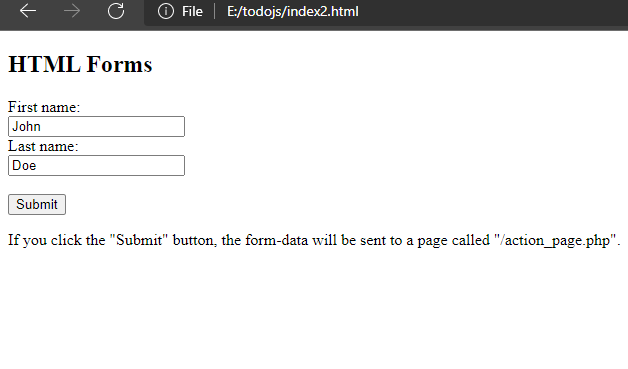 File E:/todojs/index2.html
HTML Forms
First name:
John
Last name:
Doe
Submit
If you click the "Submit" button, the form-data will be sent to a page called "/action_page.php".